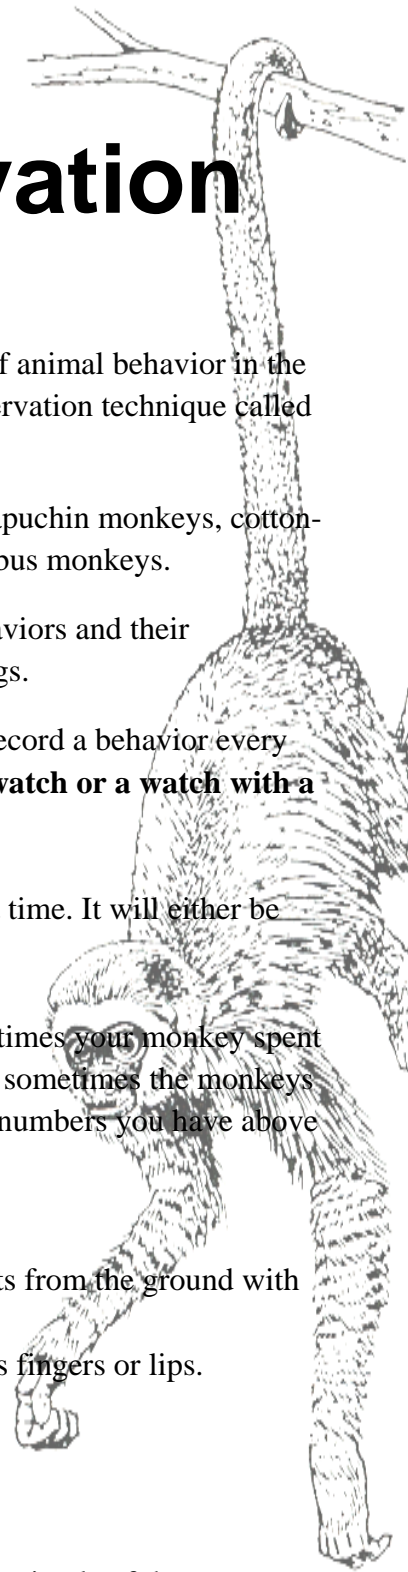 vation
f animal behavior in the
ervation technique called
apuchin monkeys, cotton-
bus monkeys.
aviors and their
gs.
ecord a behavior every
watch or a watch with a
time. It will either be
times your monkey spent
sometimes the monkeys
numbers you have above
ts from the ground with
s fingers or lips.